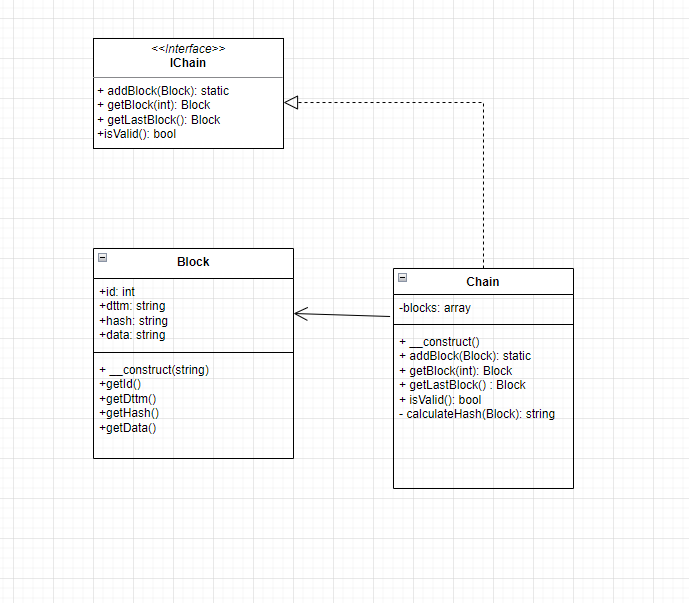 <<Interface>>
IChain
+ addBlock(Block): static
+ getBlock(int): Block
+ getLastBlock(): Block
+isValid(): bool
Block
+id: int
+dttm: string
+hash: string
+data: string
+ __construct(string)
+getId()
+getDttm()
+getHash()
+getData()
Chain
-blocks: array
+ __construct()
+ addBlock(Block): static
+ getBlock(int): Block
+ getLastBlock() : Block
+ isValid(): bool
- calculateHash(Block): string